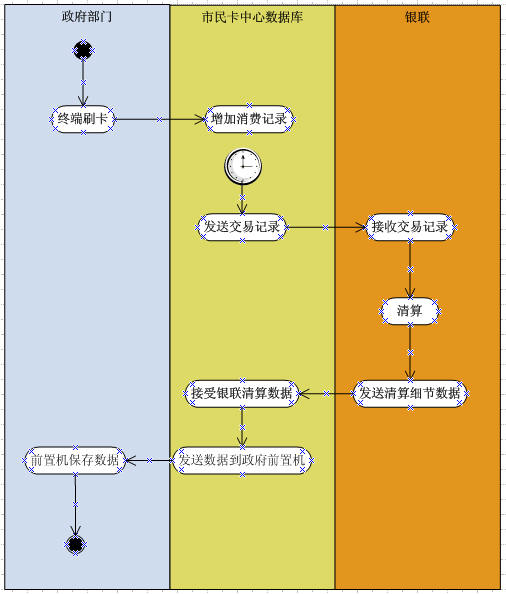 政府部门
市民卡中心数据库
银联
终端刷卡
增加消费记录
发送交易记录
接收交易记录
清算
接受银联清算数据
发送清算细节数据
前置机保存数据
发送数据到政府前置机